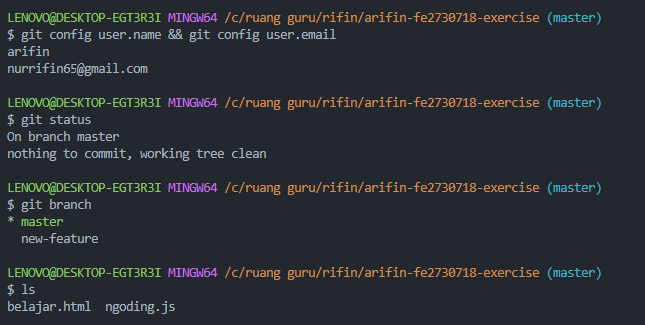 LENOVO@DESKTOP-EGT3R3I MINGW64 /c/ruang guru/rifin/arifin-fe2730718-exercise (master)
$ git config user.name && git config user.email
arifin
nurrifin65@gmail.com
LENOVO@DESKTOP-EGT3R3I MINGW64 /c/ruang guru/rifin/arifin-fe2730718-exercise (master)
$ git status
On branch master
nothing to commit, working tree clean
LENOVO@DESKTOP-EGT3R3I MINGW64 /c/ruang guru/rifin/arifin-fe2730718-exercise (master)
$ git branch
* master
  new-feature
LENOVO@DESKTOP-EGT3R3I MINGW64 /c/ruang guru/rifin/arifin-fe2730718-exercise (master)
$ ls
belajar.html  ngoding.js